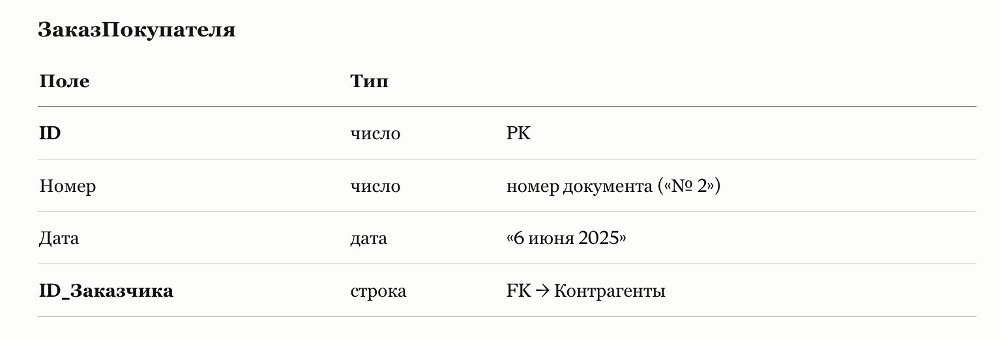 ЗаказПокупателя
Поле Тип
ID число PK
Номер число номер документа («№ 2»)
Дата дата «6 июня 2025»
ID_Заказчика строка FK → Контрагенты